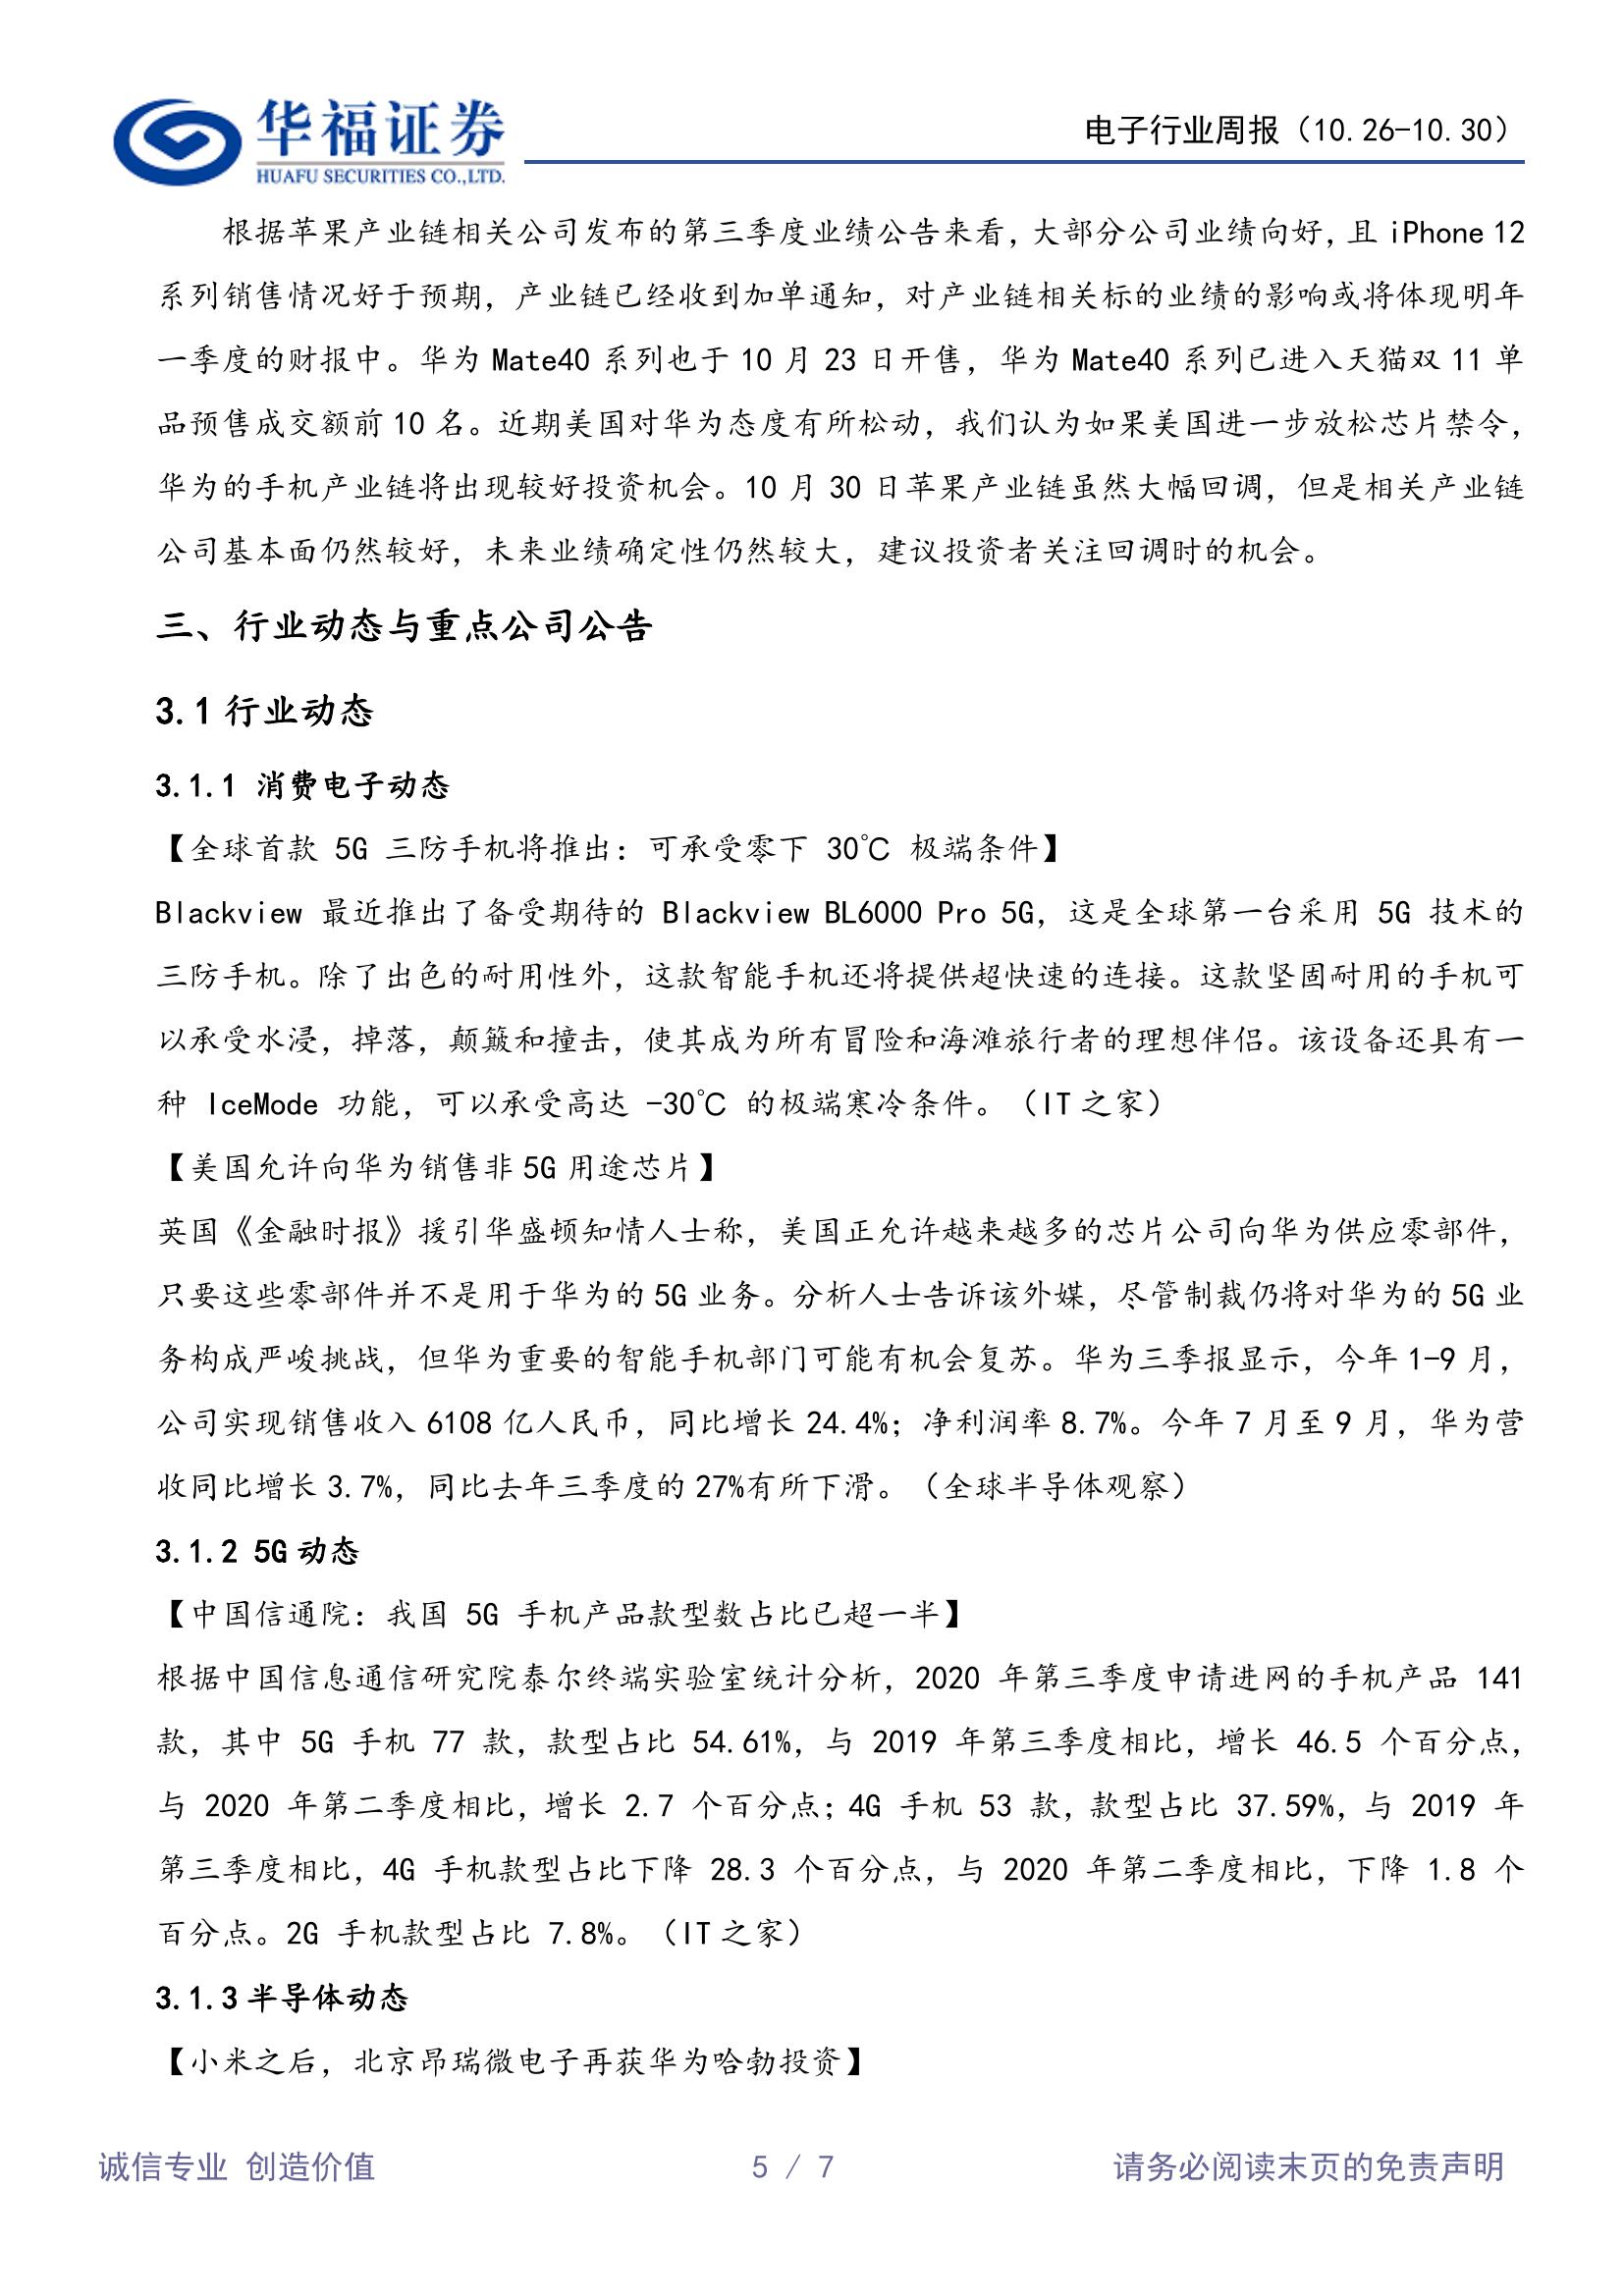 华福证券
HUAFU SECURITIES CO.,LTD.
电子行业周报（10.26-10.30）
根据苹果产业链相关公司发布的第三季度业绩公告来看，大部分公司业绩向好，且 iPhone 12
系列销售情况好于预期，产业链已经收到加单通知，对产业链相关标的业绩的影响或将体现明年
一季度的财报中。华为 Mate40 系列也于 10 月 23 日开售，华为 Mate40 系列已进入天猫双 11 单
品预售成交额前 10 名。近期美国对华为态度有所松动，我们认为如果美国进一步放松芯片禁令，
华为的手机产业链将出现较好投资机会。10 月 30 日苹果产业链虽然大幅回调，但是相关产业链
公司基本面仍然较好，未来业绩确定性仍然较大，建议投资者关注回调时的机会。
三、行业动态与重点公司公告
3.1 行业动态
3.1.1 消费电子动态
【全球首款 5G 三防手机将推出：可承受零下 30℃ 极端条件】
Blackview 最近推出了备受期待的 Blackview BL6000 Pro 5G，这是全球第一台采用 5G 技术的
三防手机。除了出色的耐用性外，这款智能手机还将提供超快速的连接。这款坚固耐用的手机可
以承受水浸，掉落，颠簸和撞击，使其成为所有冒险和海滩旅行者的理想伴侣。该设备还具有一
种 IceMode 功能，可以承受高达 -30℃ 的极端寒冷条件。（IT 之家）
【美国允许向华为销售非 5G 用途芯片】
英国《金融时报》援引华盛顿知情人士称，美国正允许越来越多的芯片公司向华为供应零部件，
只要这些零部件并不是用于华为的 5G 业务。分析人士告诉该外媒，尽管制裁仍将对华为的 5G 业
务构成严峻挑战，但华为重要的智能手机部门可能有机会复苏。华为三季报显示，今年 1-9 月，
公司实现销售收入 6108 亿人民币，同比增长 24.4%；净利润率 8.7%。今年 7 月至 9 月，华为营
收同比增长 3.7%，同比去年三季度的 27%有所下滑。（全球半导体观察）
3.1.2 5G 动态
【中国信通院：我国 5G 手机产品款型数占比已超一半】
根据中国信息通信研究院泰尔终端实验室统计分析，2020 年第三季度申请进网的手机产品 141
款，其中 5G 手机 77 款，款型占比 54.61%，与 2019 年第三季度相比，增长 46.5 个百分点，
与 2020 年第二季度相比，增长 2.7 个百分点；4G 手机 53 款，款型占比 37.59%，与 2019 年
第三季度相比，4G 手机款型占比下降 28.3 个百分点，与 2020 年第二季度相比，下降 1.8 个
百分点。2G 手机款型占比 7.8%。（IT 之家）
3.1.3 半导体动态
【小米之后，北京昂瑞微电子再获华为哈勃投资】
诚信专业 创造价值
5 / 7
请务必阅读末页的免责声明